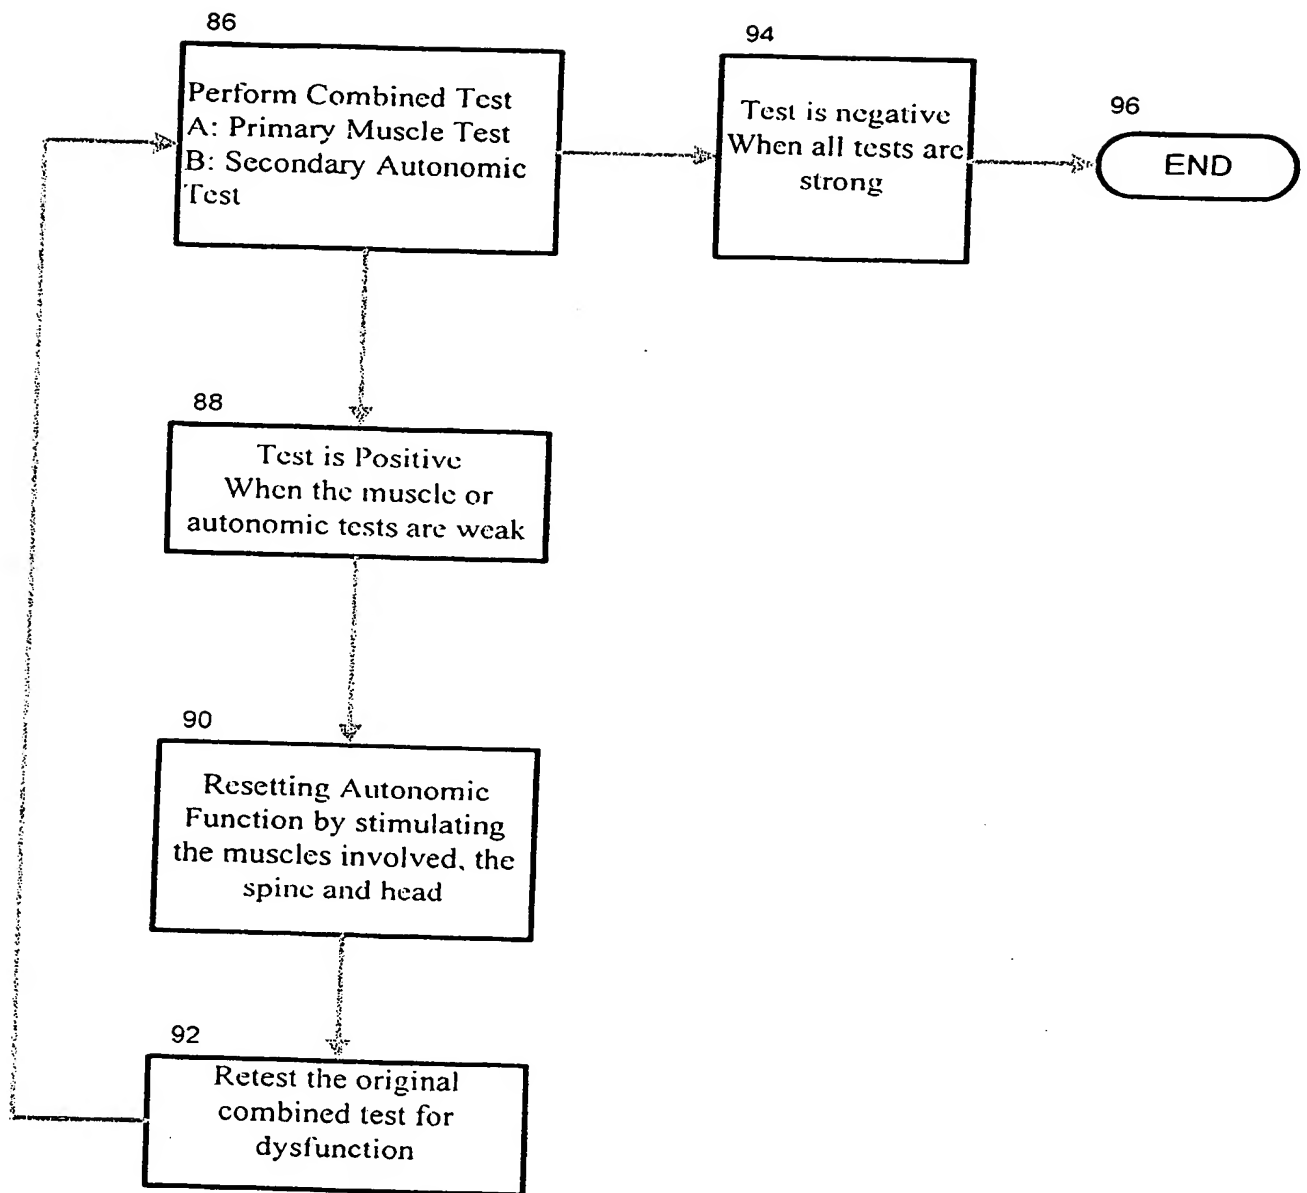 86
Perform Combined Test
A: Primary Muscle Test
B: Secondary Autonomic
Test
94
Test is negative
When all tests are
strong
96
END
88
Test is Positive
When the muscle or
autonomic tests are weak
90
Resetting Autonomic
Function by stimulating
the muscles involved, the
spine and head
92
Retest the original
combined test for
dysfunction